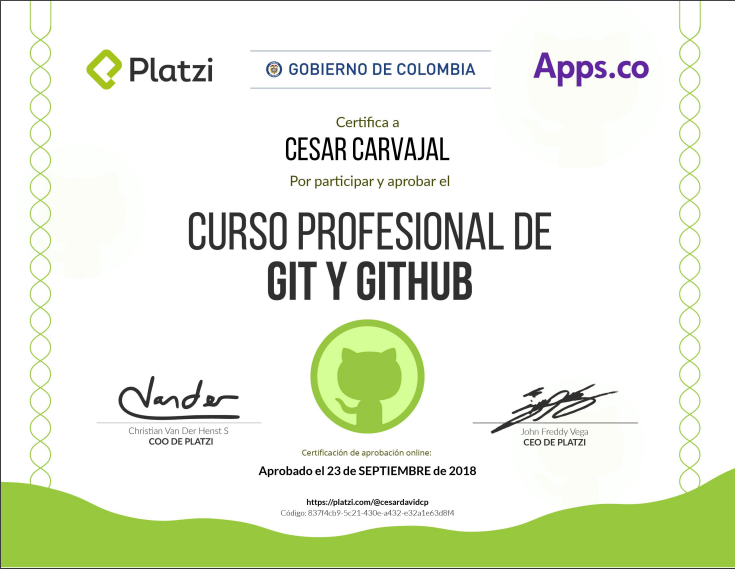 Platzi
GOBIERNO DE COLOMBIA
Apps.co
Certifica a
CESAR CARVAJAL
Por participar y aprobar el
CURSO PROFESIONAL DE
GIT Y GITHUB
Christian Van Der Henst S
COO DE PLATZI
John Freddy Vega
CEO DE PLATZI
Certificación de aprobación online:
Aprobado el 23 de SEPTIEMBRE de 2018
https://platzi.com/@cesardavidcp
Código: 837f4cb9-5c21-430e-a432-e32a1e63d8f4